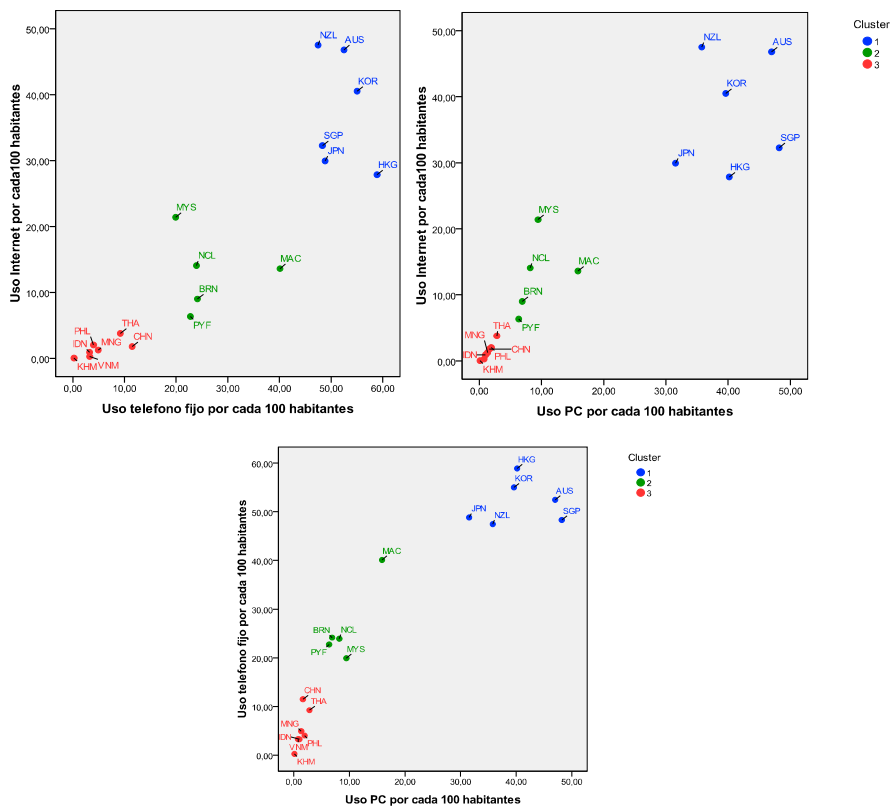 Uso Internet por cada100 habitantes
50,00
40,00
30,00
20,00
10,00
0,00
NZL
AUS
KOR
SGP
JPN
HKG
MYS
NCL
MAC
BRN
PYF
THA
PHL
CHN
IDN
MNG
KHM
VNM
0,00 10,00 20,00 30,00 40,00 50,00 60,00
Uso telefono fijo por cada 100 habitantes
Uso Internet por cada100 habitantes
50,00
40,00
30,00
20,00
10,00
0,00
NZL
AUS
KOR
SGP
JPN
HKG
MYS
NCL
MAC
BRN
PYF
THA
MNG
CHN
IDN
PHL
KHM
0,00 10,00 20,00 30,00 40,00 50,00
Uso PC por cada 100 habitantes
Cluster
1
2
3
Uso telefono fijo por cada 100 habitantes
60,00
50,00
40,00
30,00
20,00
10,00
0,00
HKG
KOR
AUS
JPN
NZL
SGP
MAC
BRN
NCL
PYF
MYS
CHN
THA
MNG
IDN
PHL
VNM
KHM
0,00 10,00 20,00 30,00 40,00 50,00
Uso PC por cada 100 habitantes
Cluster
1
2
3